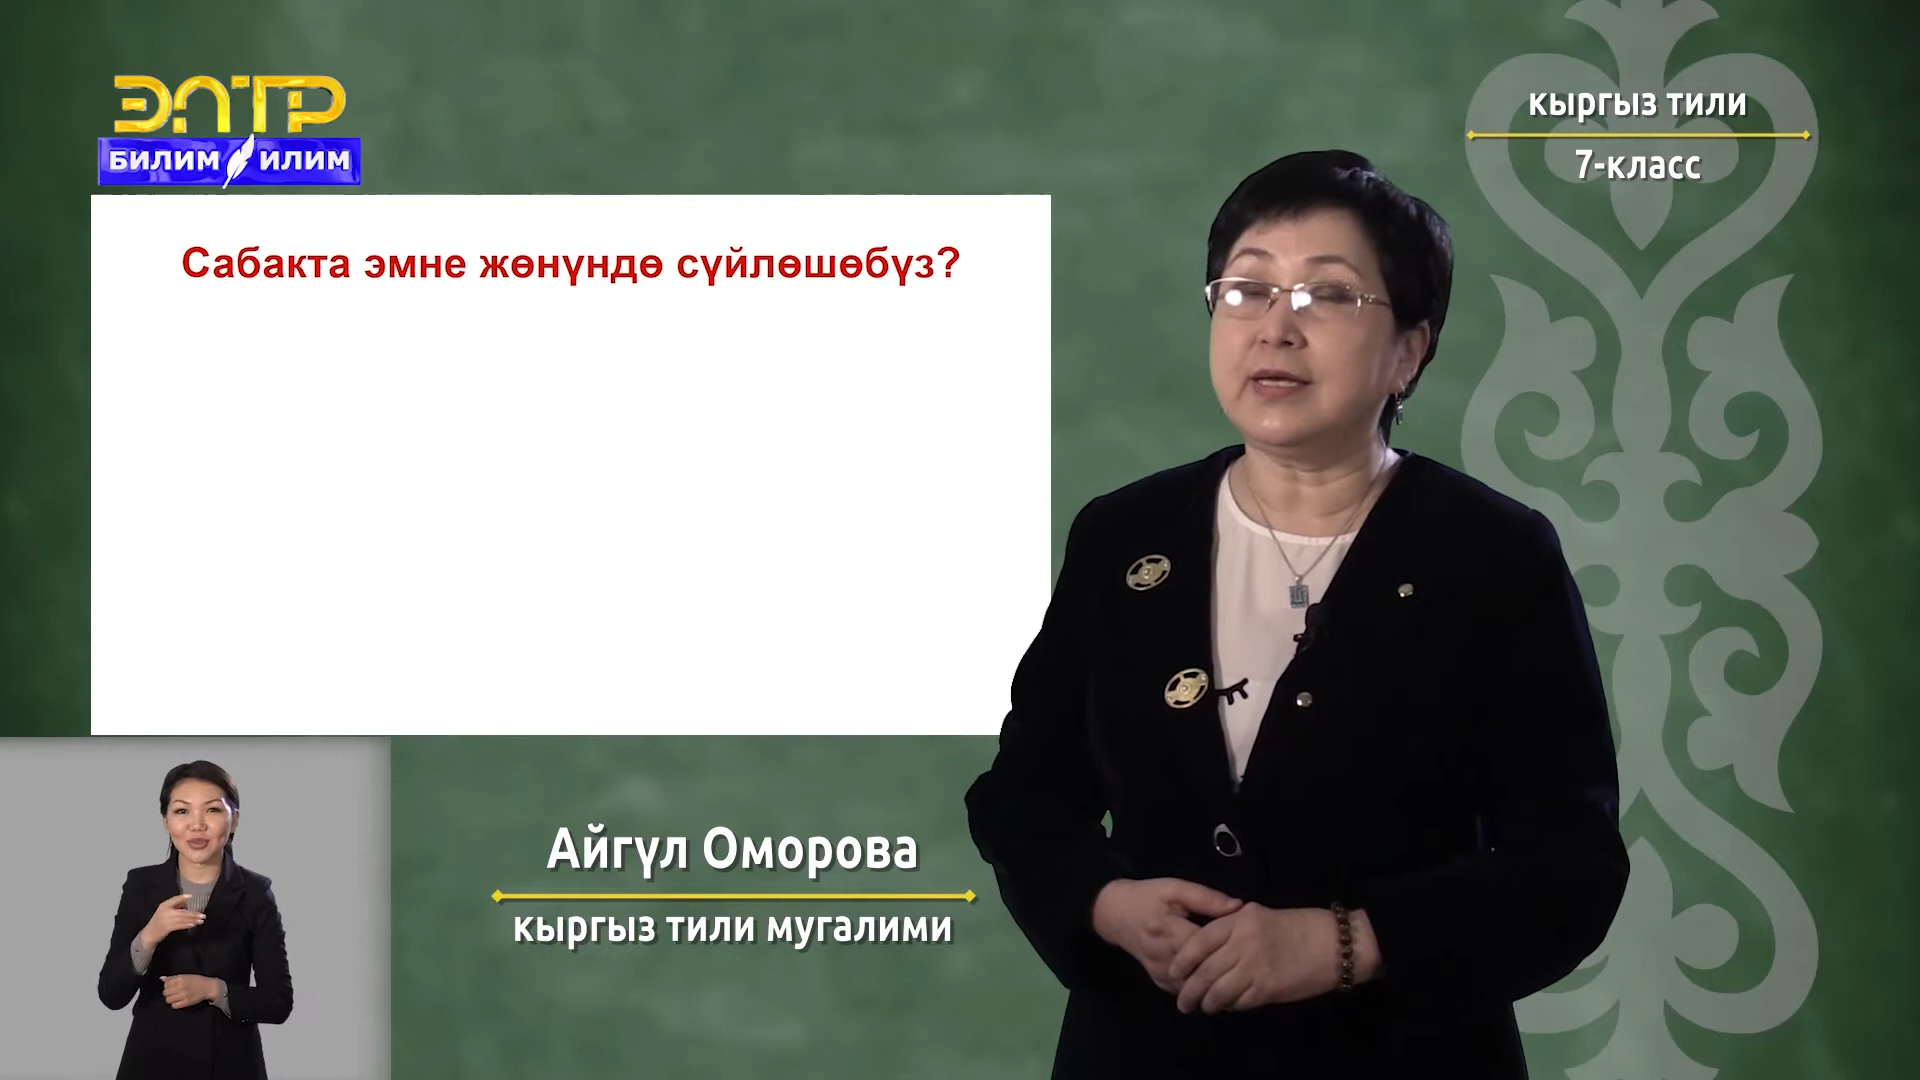 ЭЛТР
БИЛИМ ИЛИМ
кыргыз тили
7-класс
Сабакта эмне жөнүндө сүйлөшөбүз?
Айгүл Оморова
кыргыз тили мугалими